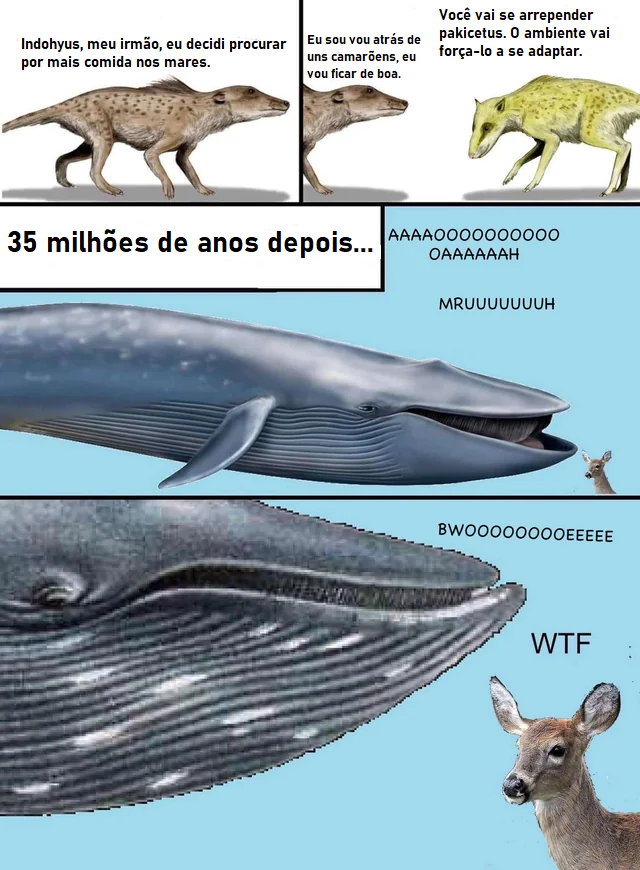 Indohyus, meu irmão, eu decidi procurar
por mais comida nos mares.
Eu sou vou atrás de
uns camarõens, eu
vou ficar de boa.
Você vai se arrepender
pakicetus. O ambiente vai
força-lo a se adaptar.
35 milhões de anos depois...
AAAAOOOOOOOOOO
OAAAAAAH
MRUUUUUUUH
BWOOOOOOOOEEEEE
WTF